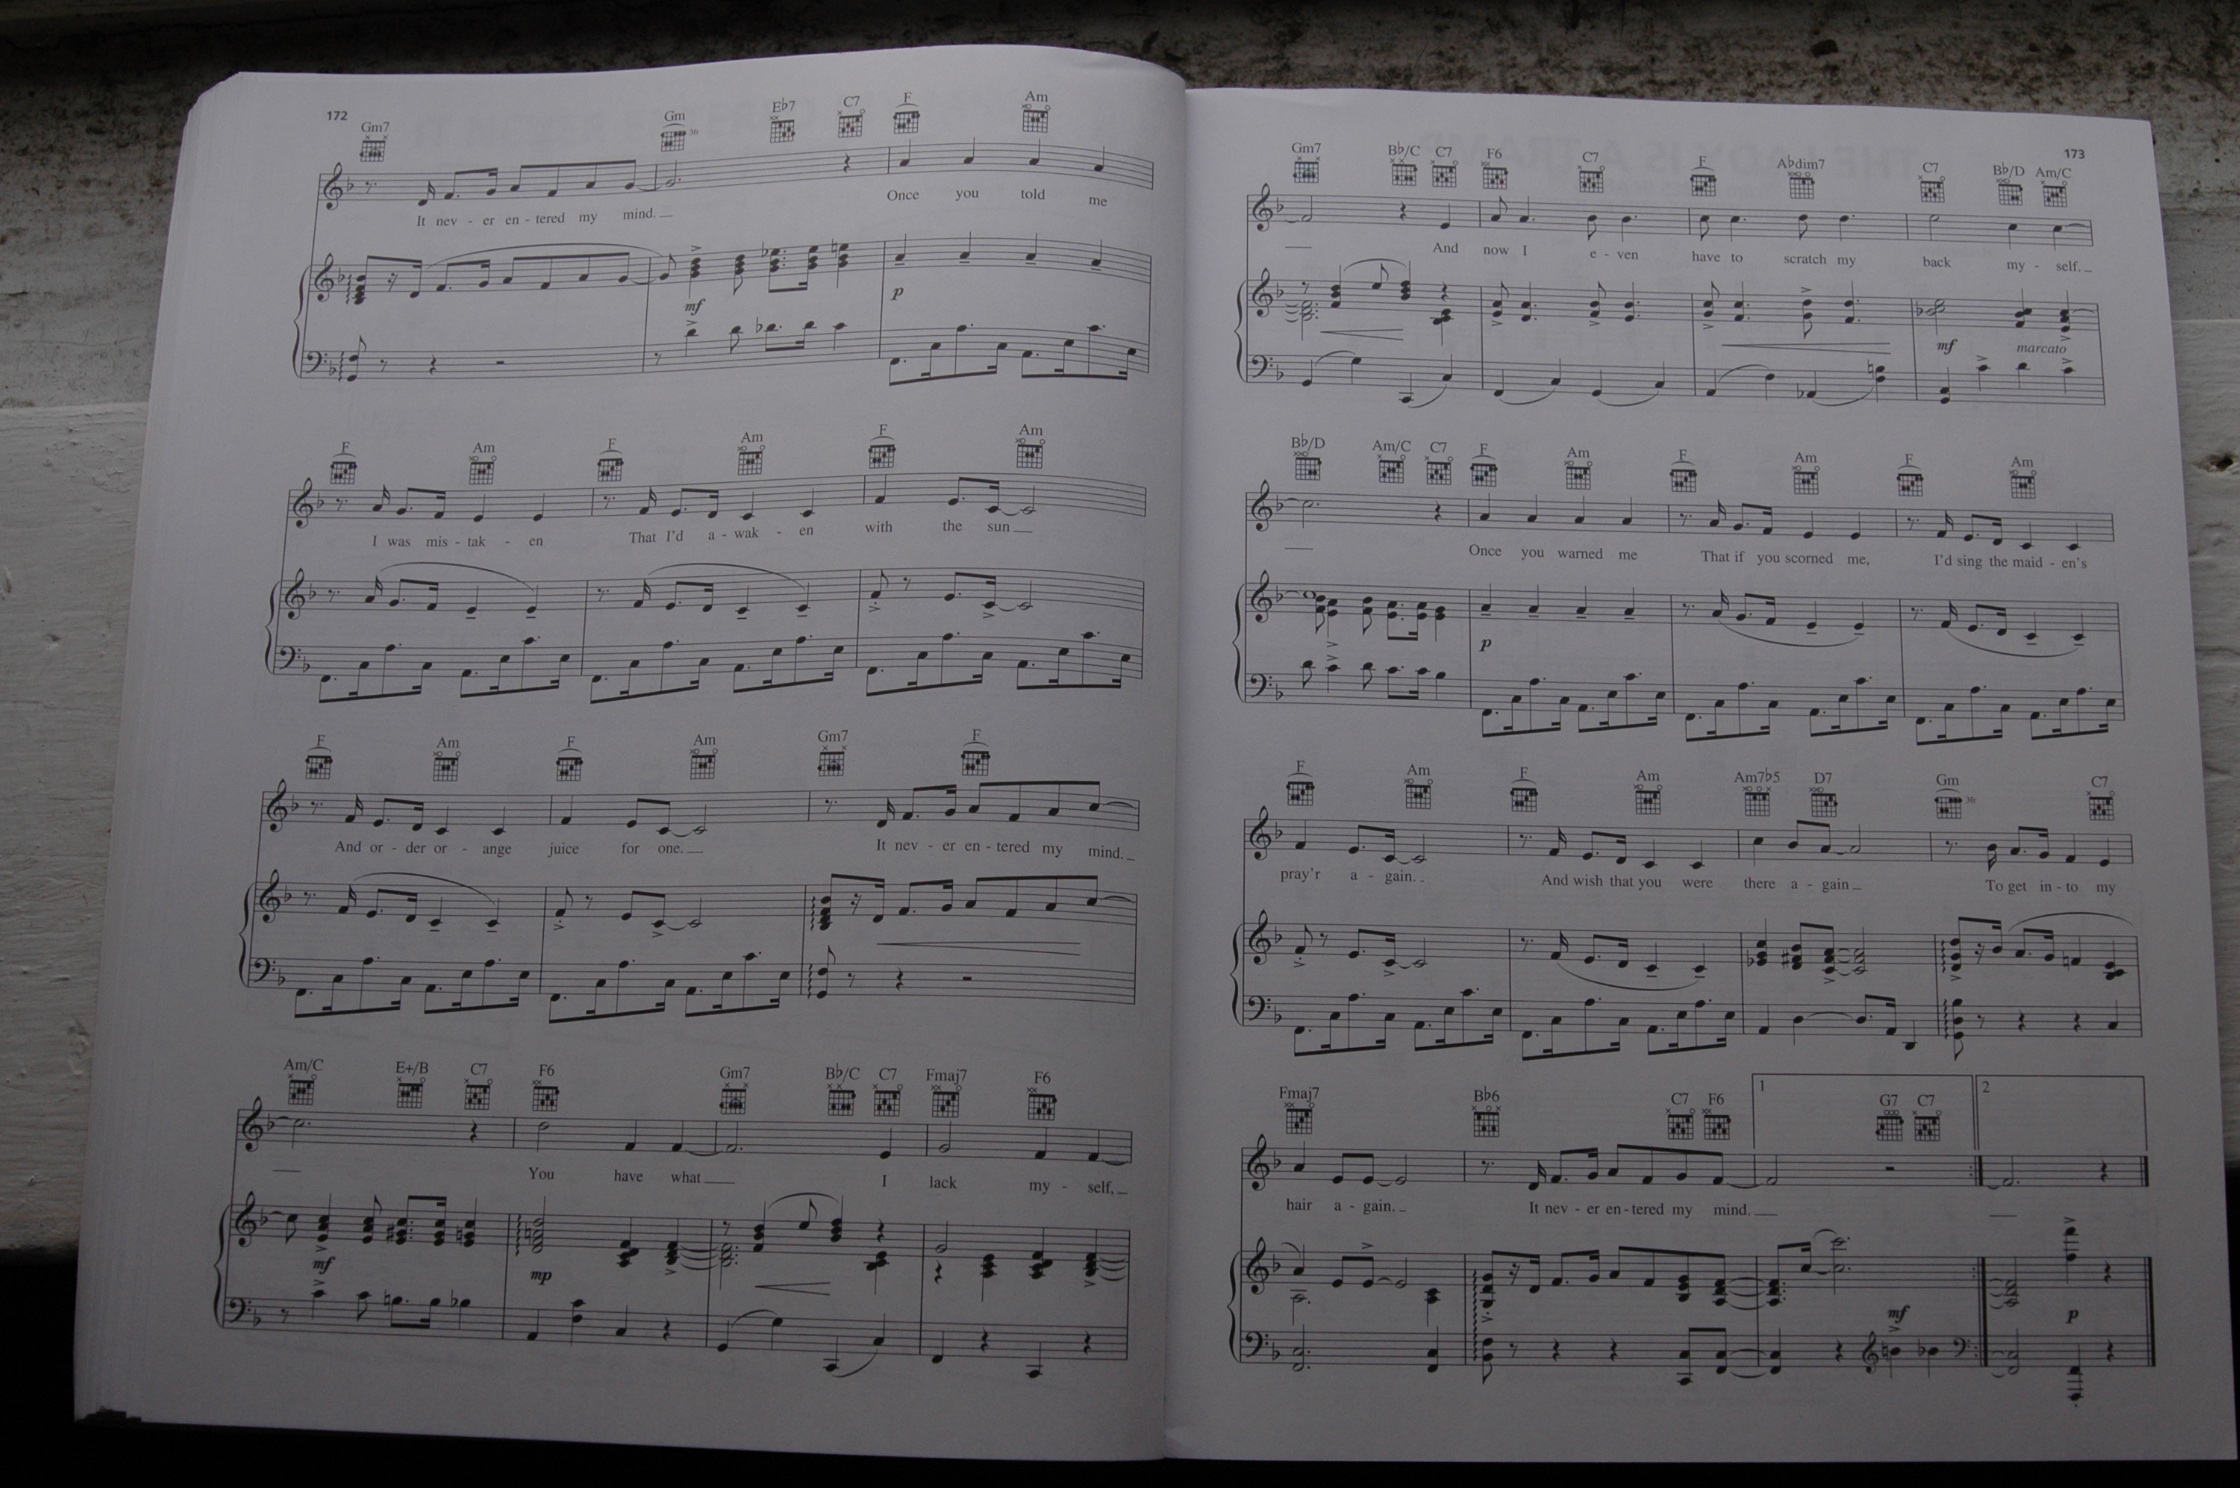 172
Gm7 Gm 3fr E♭7 C7 F Am
It nev - er en - tered my mind. Once you told me
mf p
F Am F Am F Am
I was mis - tak - en That I'd a - wak - en with the sun
F Am F Am Gm7 F
And or - der or - ange juice for one. It nev - er en - tered my mind.
Am/C E+/B C7 F6 Gm7 B♭/C C7 Fmaj7 F6
You have what I lack my - self,
mf mp
173
Gm7 B♭/C C7 F6 C7 F A♭dim7 C7 B♭/D Am/C
And now I e - ven have to scratch my back my - self.
mf marcato
B♭/D Am/C C7 F Am F Am F Am
Once you warned me That if you scorned me, I'd sing the maid - en's
p
F Am F Am Am7♭5 D7 Gm 3fr C7
pray'r a - gain. And wish that you were there a - gain To get in - to my
Fmaj7 B♭6 C7 F6 1 G7 C7 2
hair a - gain. It nev - er en - tered my mind.
mf p